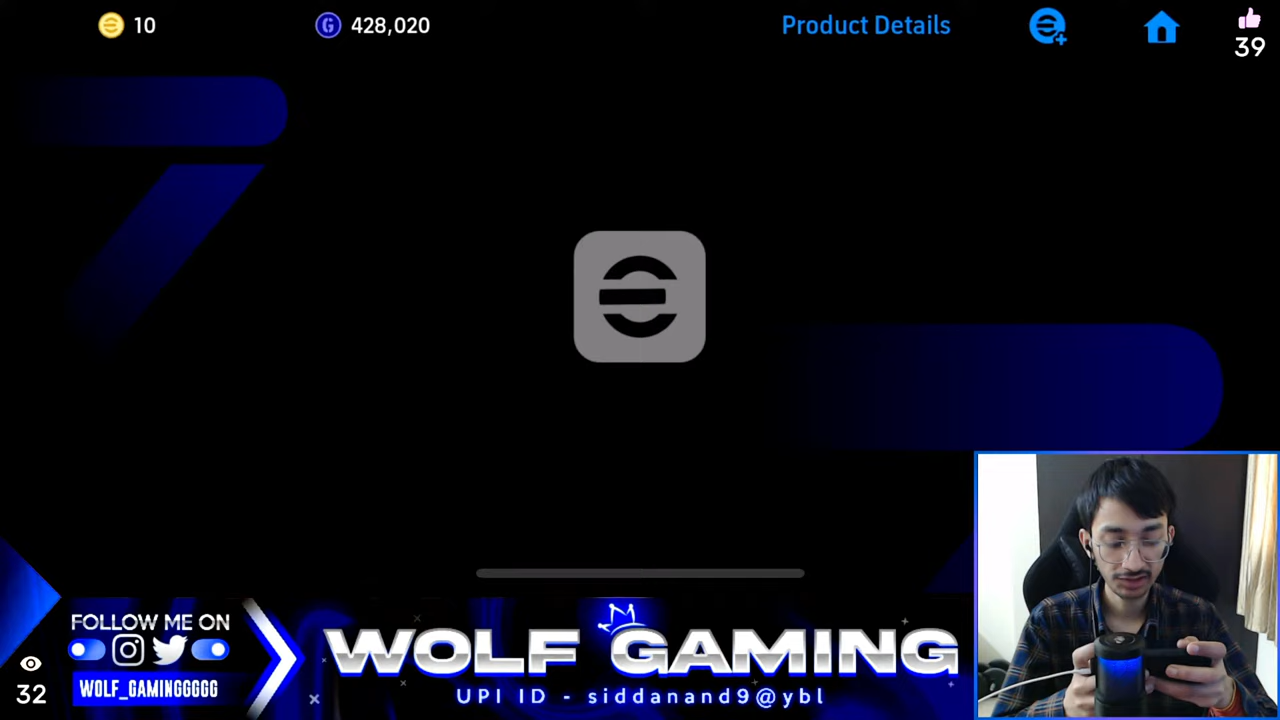 10
428,020
Product Details
39
FOLLOW ME ON
WOLF_GAMINGGGGG
32
WOLF GAMING
UPI ID - siddanand9@ybl